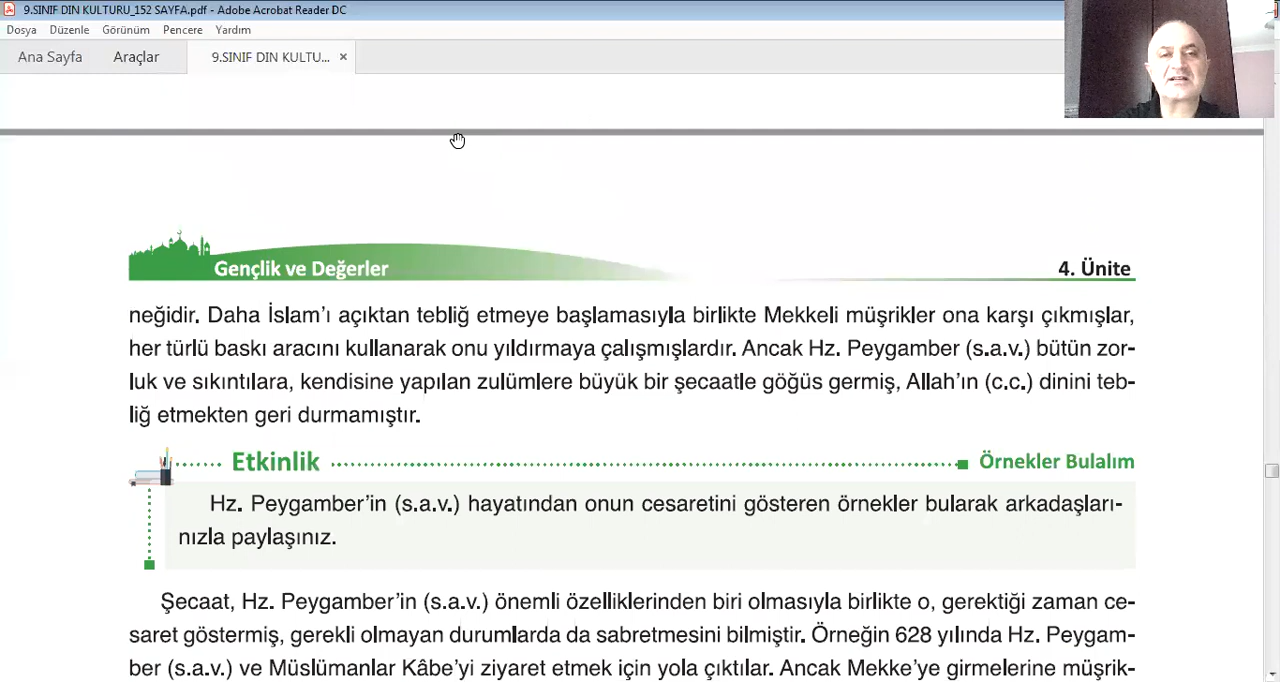 9.SINIF DIN KULTURU_152 SAYFA.pdf - Adobe Acrobat Reader DC
Dosya Düzenle Görünüm Pencere Yardım
Ana Sayfa Araçlar 9.SINIF DIN KULTU... ×
Gençlik ve Değerler 4. Ünite
neğidir. Daha İslam’ı açıktan tebliğ etmeye başlamasıyla birlikte Mekkeli müşrikler ona karşı çıkmışlar,
her türlü baskı aracını kullanarak onu yıldırmaya çalışmışlardır. Ancak Hz. Peygamber (s.a.v.) bütün zor-
luk ve sıkıntılara, kendisine yapılan zulümlere büyük bir şecaatle göğüs germiş, Allah’ın (c.c.) dinini teb-
liğ etmekten geri durmamıştır.
Etkinlik Örnekler Bulalım
Hz. Peygamber’in (s.a.v.) hayatından onun cesaretini gösteren örnekler bularak arkadaşları-
nızla paylaşınız.
Şecaat, Hz. Peygamber’in (s.a.v.) önemli özelliklerinden biri olmasıyla birlikte o, gerektiği zaman ce-
saret göstermiş, gerekli olmayan durumlarda da sabretmesini bilmiştir. Örneğin 628 yılında Hz. Peygam-
ber (s.a.v.) ve Müslümanlar Kâbe’yi ziyaret etmek için yola çıktılar. Ancak Mekke’ye girmelerine müşrik-